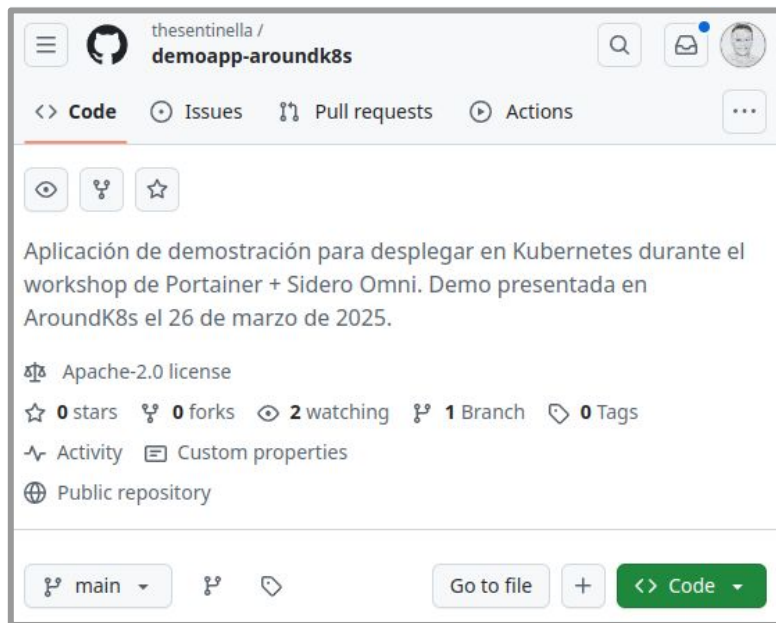 thesentinella /
demoapp-aroundk8s
Code Issues Pull requests Actions
Aplicación de demostración para desplegar en Kubernetes durante el
workshop de Portainer + Sidero Omni. Demo presentada en
AroundK8s el 26 de marzo de 2025.
Apache-2.0 license
0 stars 0 forks 2 watching 1 Branch 0 Tags
Activity Custom properties
Public repository
main Go to file + Code